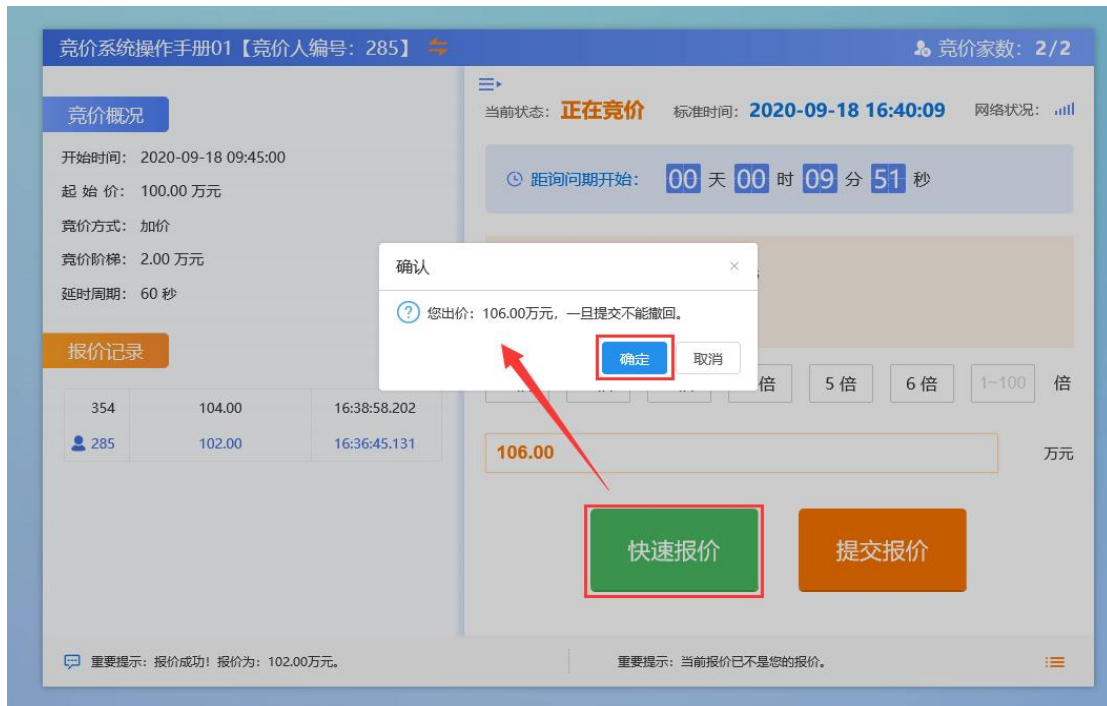 竞价系统操作手册01【竞价人编号：285】
竞价家数：2/2
竞价概况
开始时间：2020-09-18 09:45:00
起 始 价：100.00 万元
竞价方式：加价
竞价阶梯：2.00 万元
延时周期：60 秒
报价记录
354 104.00 16:38:58.202
285 102.00 16:36:45.131
当前状态：正在竞价 标准时间：2020-09-18 16:40:09 网络状况：
距询问期开始： 00 天 00 时 09 分 51 秒
确认 ×
? 您出价：106.00万元，一旦提交不能撤回。
确定 取消
倍 5 倍 6 倍 1~100 倍
106.00 万元
快速报价 提交报价
重要提示：报价成功！报价为：102.00万元。
重要提示：当前报价已不是您的报价。